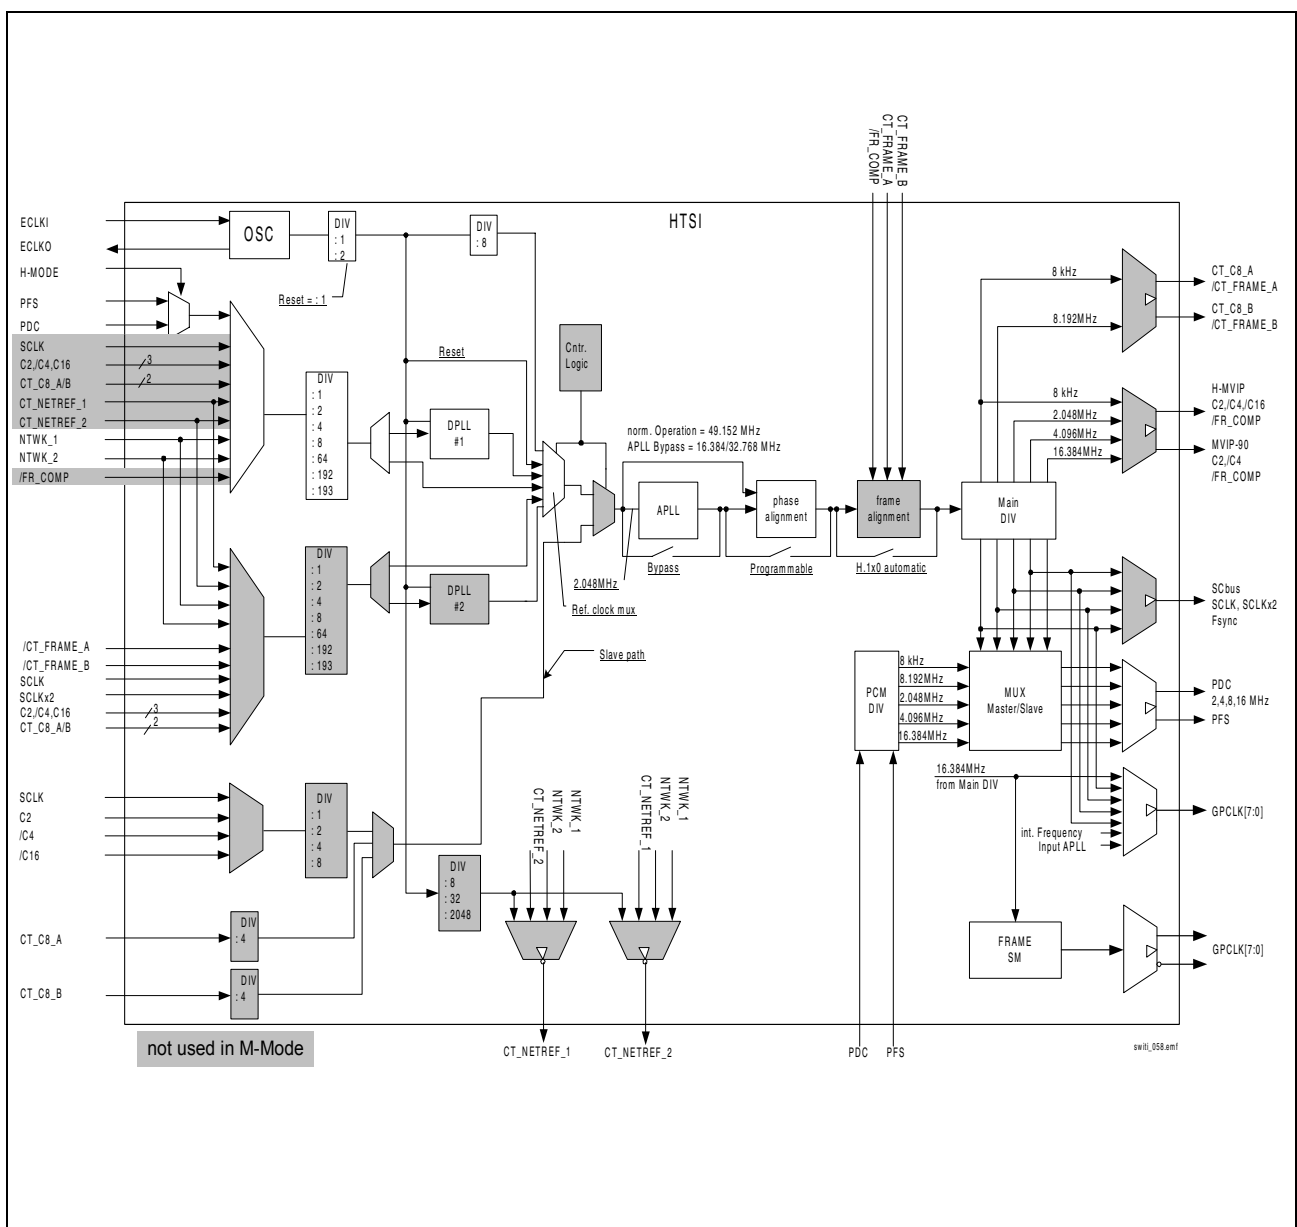 CT_FRAME_B
CT_FRAME_A
/FR_COMP
HTSI
ECLKI
ECLKO
H-MODE
PFS
PDC
SCLK
C2,/C4,C16
CT_C8_A/B
CT_NETREF_1
CT_NETREF_2
NTWK_1
NTWK_2
/FR_COMP
3
2
OSC
DIV
: 1
: 2
Reset = : 1
DIV
: 8
Reset
Cntr.
Logic
DIV
: 1
: 2
: 4
: 8
: 64
: 192
: 193
DPLL
#1
norm. Operation = 49.152 MHz
APLL Bypass = 16.384/32.768 MHz
APLL
Bypass
phase
alignment
Programmable
frame
alignment
H.1x0 automatic
Main
DIV
2.048MHz
Ref. clock mux
Slave path
DIV
: 1
: 2
: 4
: 8
: 64
: 192
: 193
DPLL
#2
/CT_FRAME_A
/CT_FRAME_B
SCLK
SCLKx2
C2,/C4,C16
CT_C8_A/B
3
2
SCLK
C2
/C4
/C16
DIV
: 1
: 2
: 4
: 8
CT_C8_A
DIV
: 4
CT_C8_B
DIV
: 4
DIV
: 8
: 32
: 2048
NTWK_1
NTWK_2
CT_NETREF_2
NTWK_1
NTWK_2
CT_NETREF_1
CT_NETREF_1
CT_NETREF_2
8 kHz
8.192MHz
CT_C8_A
/CT_FRAME_A
CT_C8_B
/CT_FRAME_B
8 kHz
2.048MHz
4.096MHz
16.384MHz
H-MVIP
C2,/C4,/C16
/FR_COMP
MVIP-90
C2,/C4
/FR_COMP
SCbus
SCLK, SCLKx2
Fsync
PCM
DIV
8 kHz
8.192MHz
2.048MHz
4.096MHz
16.384MHz
MUX
Master/Slave
PDC
2,4,8,16 MHz
PFS
16.384MHz
from Main DIV
int. Frequency
Input APLL
GPCLK[7:0]
FRAME
SM
GPCLK[7:0]
PDC
PFS
not used in M-Mode
switi_058.emf